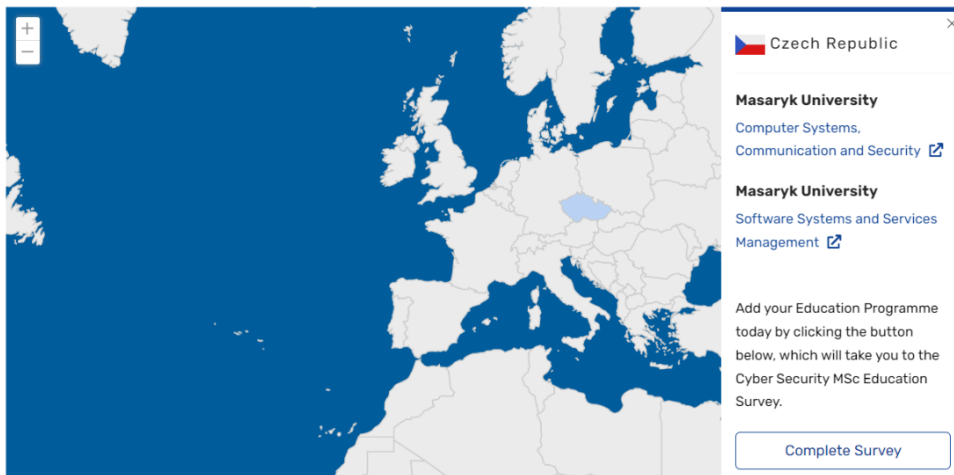 +
−
×
Czech Republic
Masaryk University
Computer Systems,
Communication and Security
Masaryk University
Software Systems and Services
Management
Add your Education Programme
today by clicking the button
below, which will take you to the
Cyber Security MSc Education
Survey.
Complete Survey